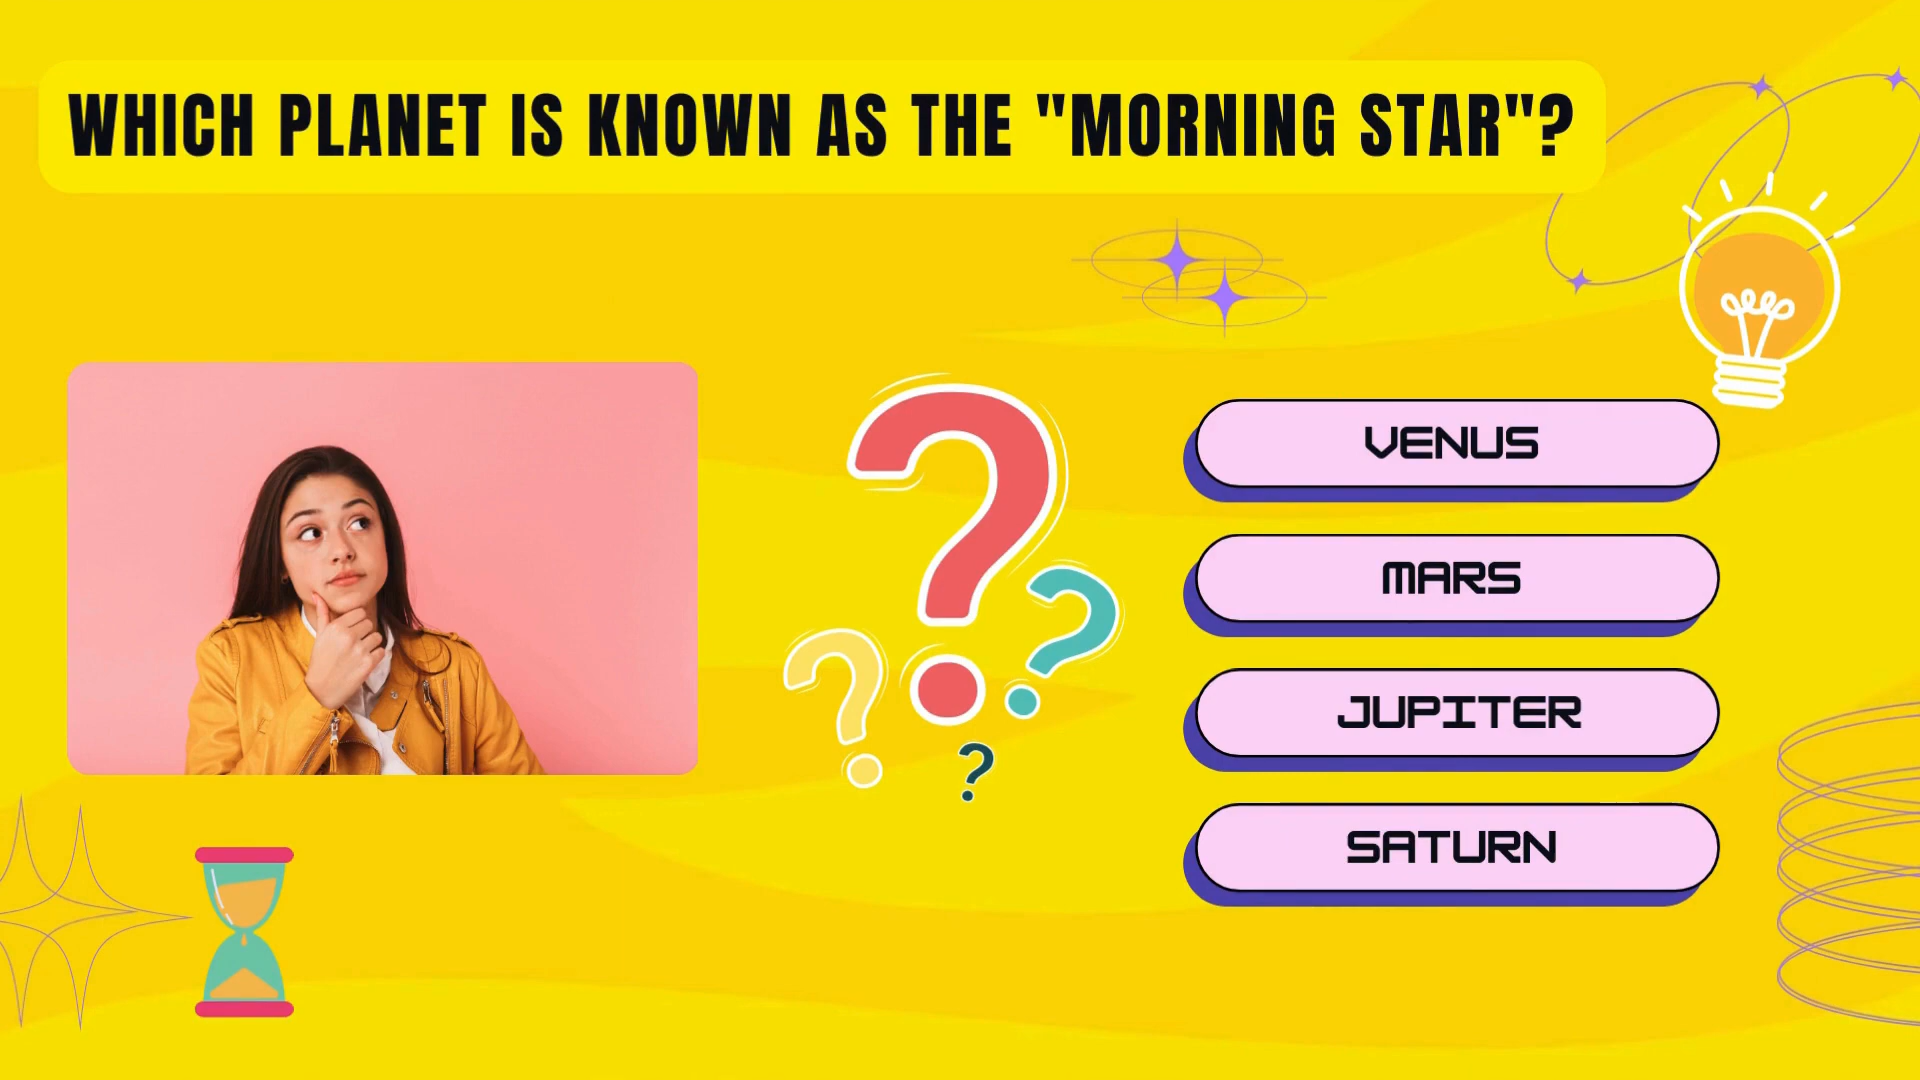 WHICH PLANET IS KNOWN AS THE "MORNING STAR"?
VENUS
MARS
JUPITER
SATURN